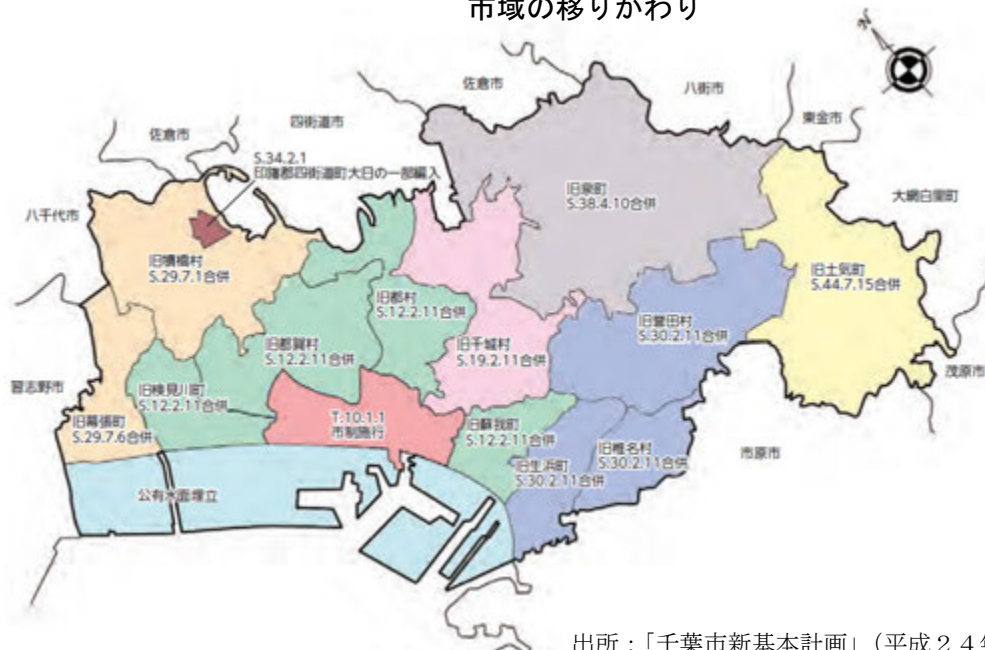 市域の移りかわり
N
佐倉市
八街市
東金市
佐倉市
四街道市
S.34.2.1
印旛郡四街道町大日の一部編入
八千代市
旧泉町
S.38.4.10合併
大網白里町
旧犢橋村
S.29.7.1合併
旧土気町
S.44.7.15合併
旧都村
S.12.2.11合併
旧誉田村
S.30.2.11合併
旧都賀村
S.12.2.11合併
旧千城村
S.19.2.11合併
茂原市
習志野市
旧検見川町
S.12.2.11合併
旧幕張町
S.29.7.6合併
T.10.1.1
市制施行
旧蘇我町
S.12.2.11合併
旧椎名村
S.30.2.11合併
市原市
旧生浜町
S.30.2.11合併
公有水面埋立
出所：「千葉市新基本計画」（平成２４年